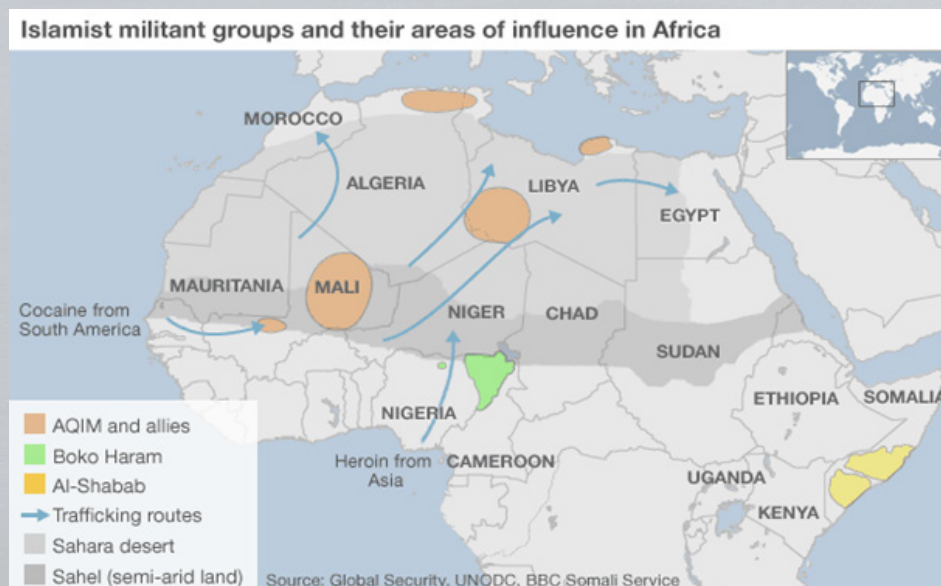 Islamist militant groups and their areas of influence in Africa
MOROCCO
ALGERIA
LIBYA
EGYPT
MAURITANIA
MALI
Cocaine from
South America
NIGER
CHAD
SUDAN
NIGERIA
ETHIOPIA
SOMALIA
Heroin from
Asia
CAMEROON
UGANDA
KENYA
AQIM and allies
Boko Haram
Al-Shabab
Trafficking routes
Sahara desert
Sahel (semi-arid land)
Source: Global Security, UNODC, BBC Somali Service